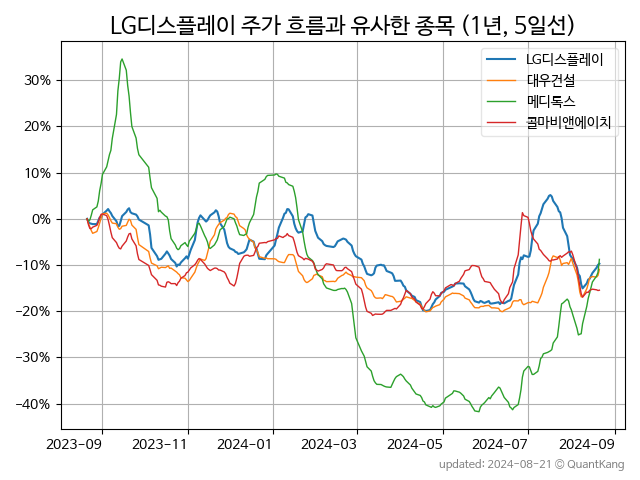 LG디스플레이 주가 흐름과 유사한 종목 (1년, 5일선)
LG디스플레이
대우건설
메디톡스
콜마비앤에이치
30%
20%
10%
0%
−10%
−20%
−30%
−40%
2023-09 2023-11 2024-01 2024-03 2024-05 2024-07 2024-09
updated: 2024-08-21 © QuantKang